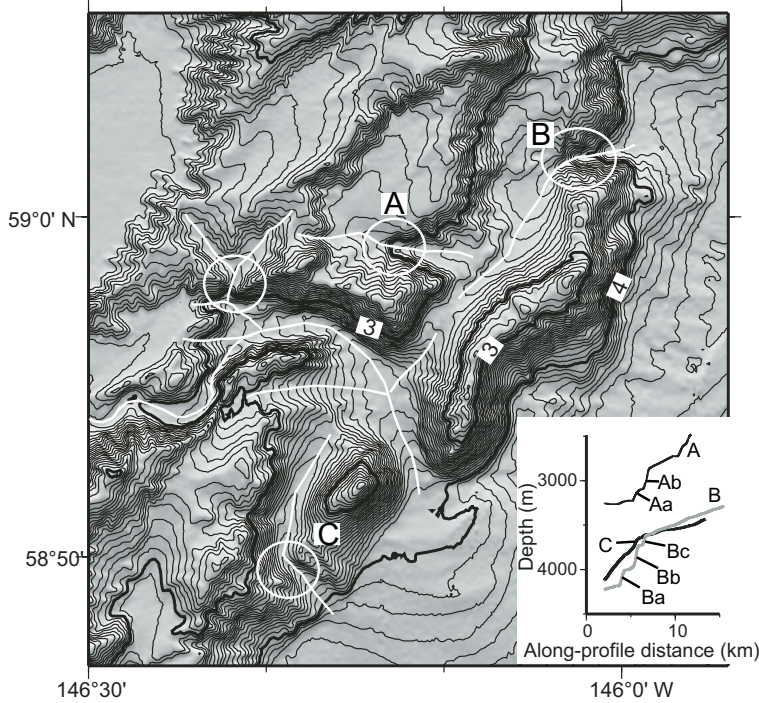 B
A
59°0' N
4
3
3
C
58°50'
146°30'
146°0' W
Depth (m)
3000
4000
A
Ab
Aa
B
C
Bc
Bb
Ba
0
10
Along-profile distance (km)